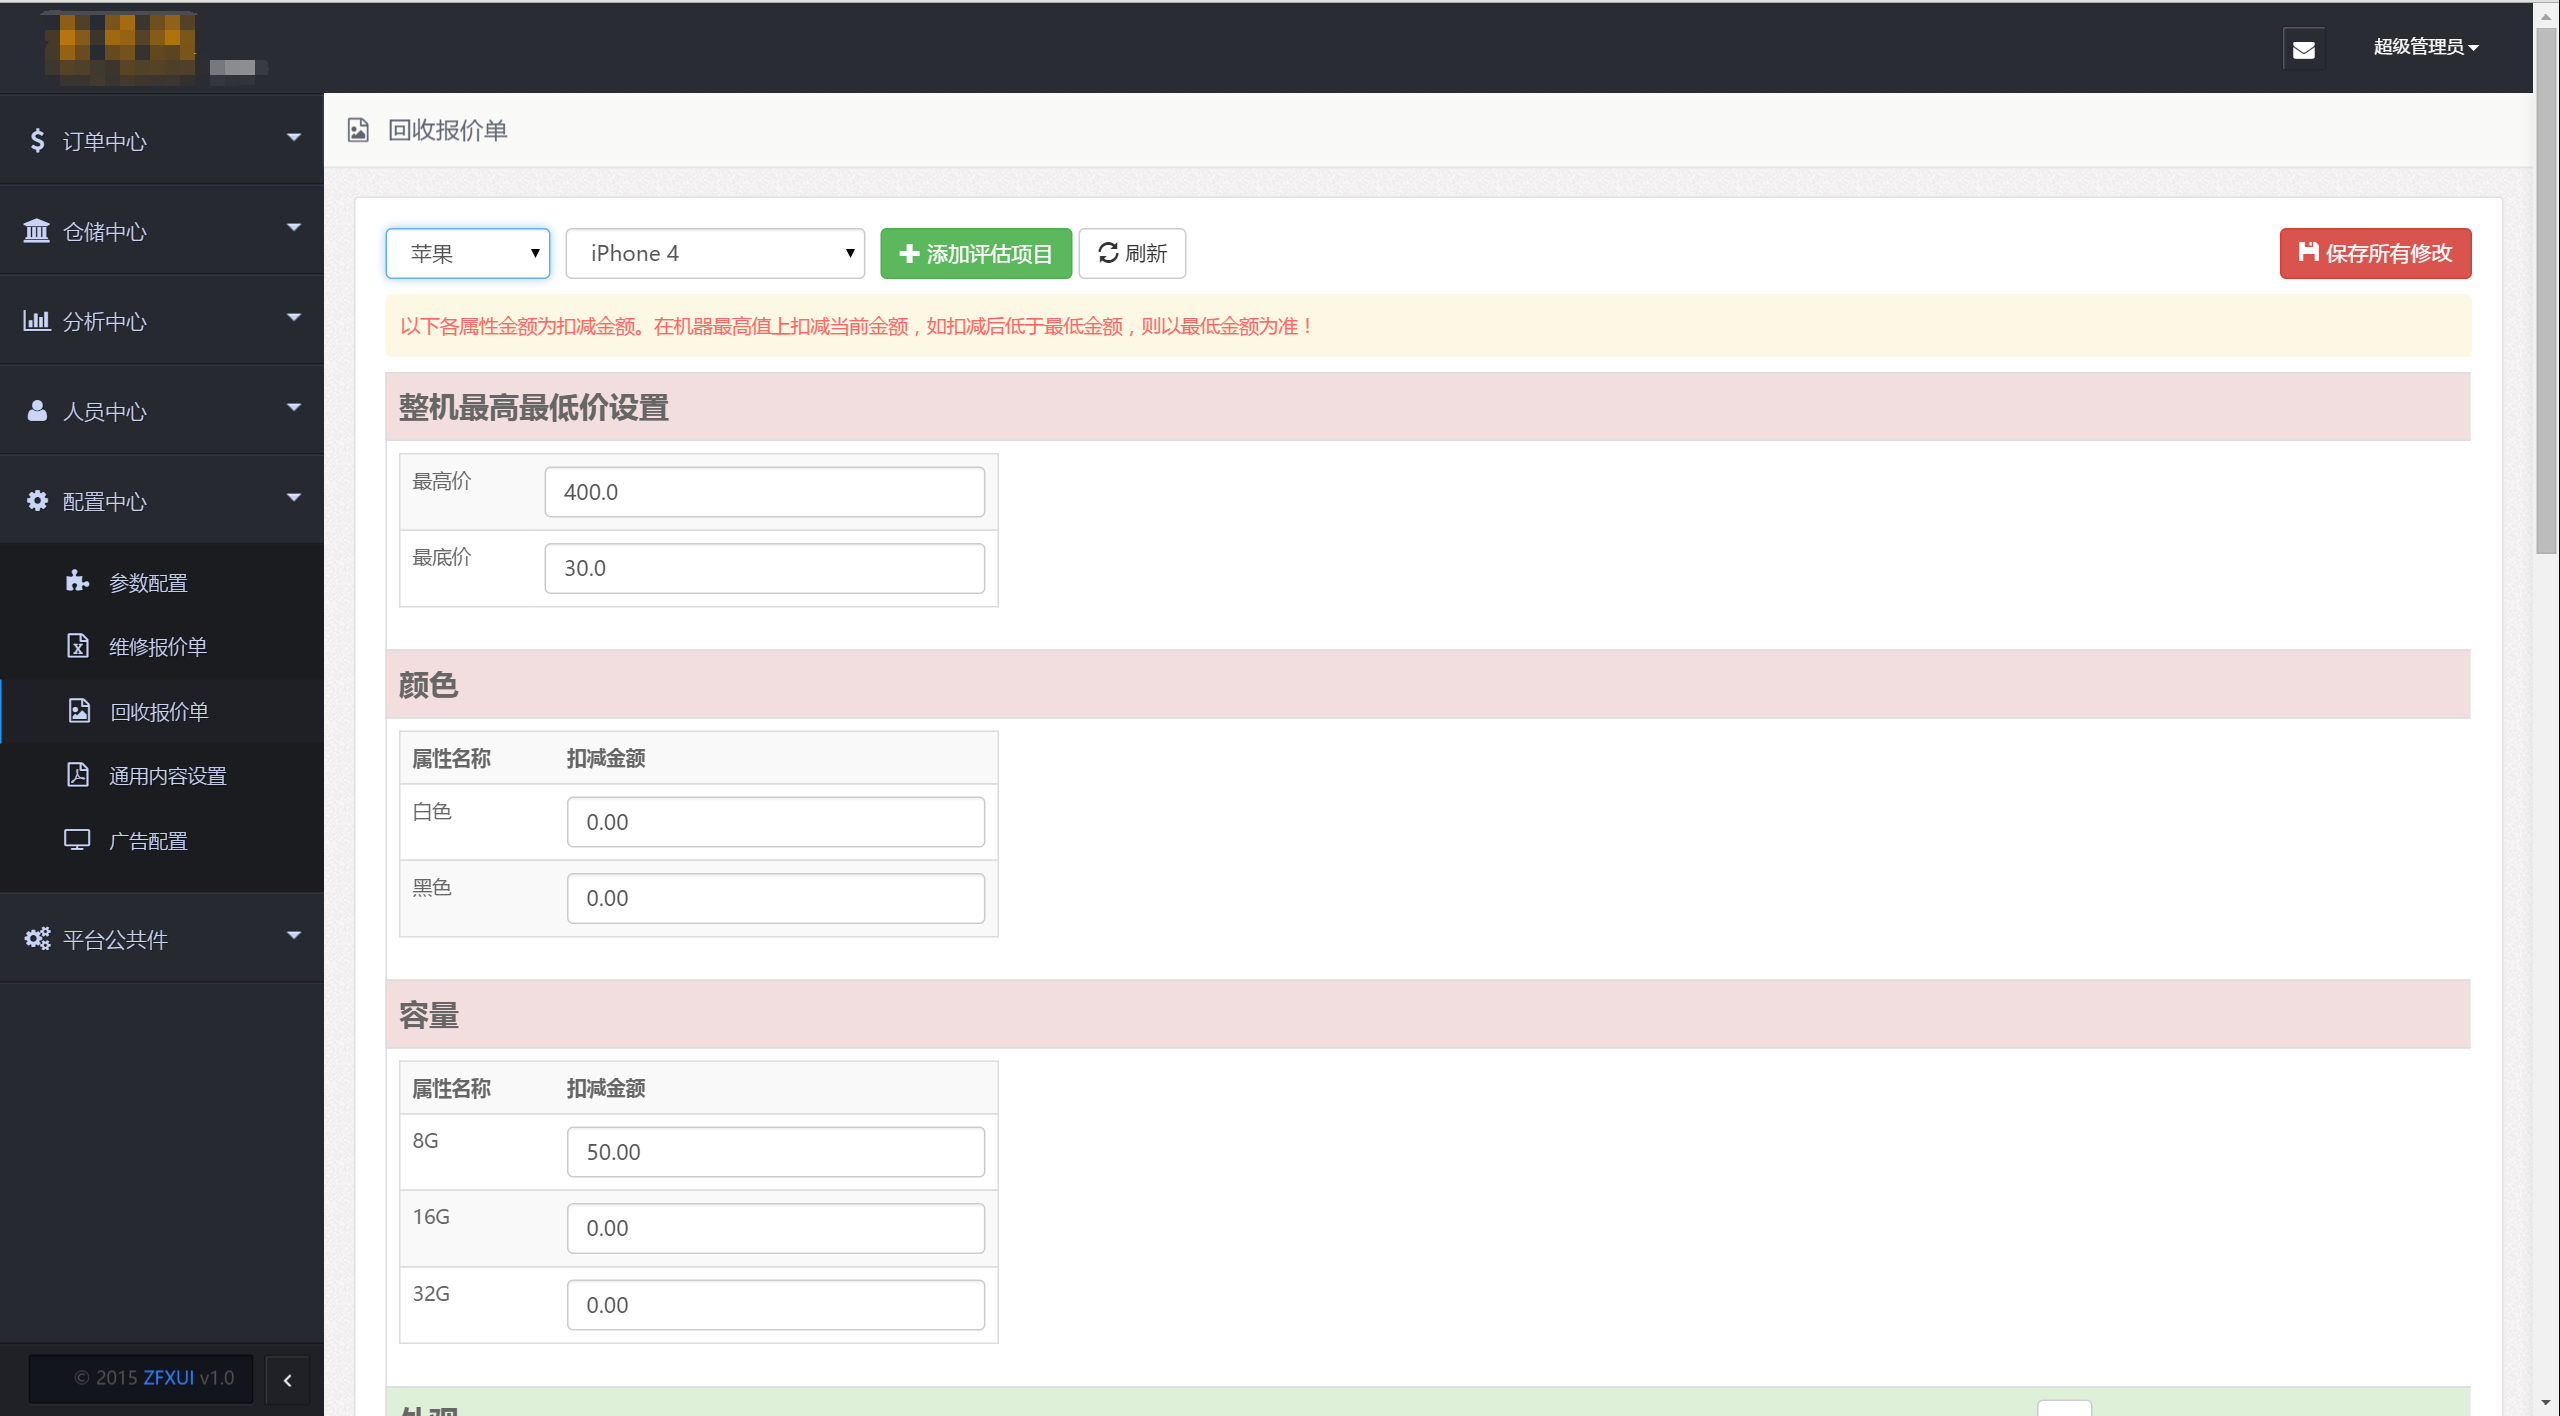 超级管理员
订单中心
仓储中心
分析中心
人员中心
配置中心
参数配置
维修报价单
回收报价单
通用内容设置
广告配置
平台公共件
© 2015 ZFXUI v1.0
回收报价单
苹果
iPhone 4
添加评估项目
刷新
保存所有修改
以下各属性金额为扣减金额。在机器最高值上扣减当前金额，如扣减后低于最低金额，则以最低金额为准！
整机最高最低价设置
最高价 400.0
最底价 30.0
颜色
属性名称 扣减金额
白色 0.00
黑色 0.00
容量
属性名称 扣减金额
8G 50.00
16G 0.00
32G 0.00
外观